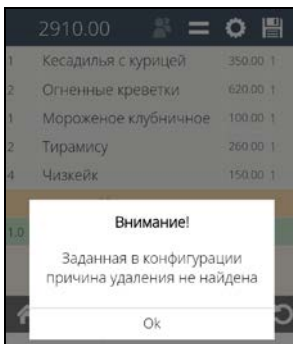 2910.00
1 Кесадилья с курицей 350.00 1
2 Огненные креветки 620.00 1
1 Мороженое клубничное 100.00 1
2 Тирамису 260.00 1
4 Чизкейк 150.00 1
1.0
Внимание!
Заданная в конфигурации
причина удаления не найдена
Ok